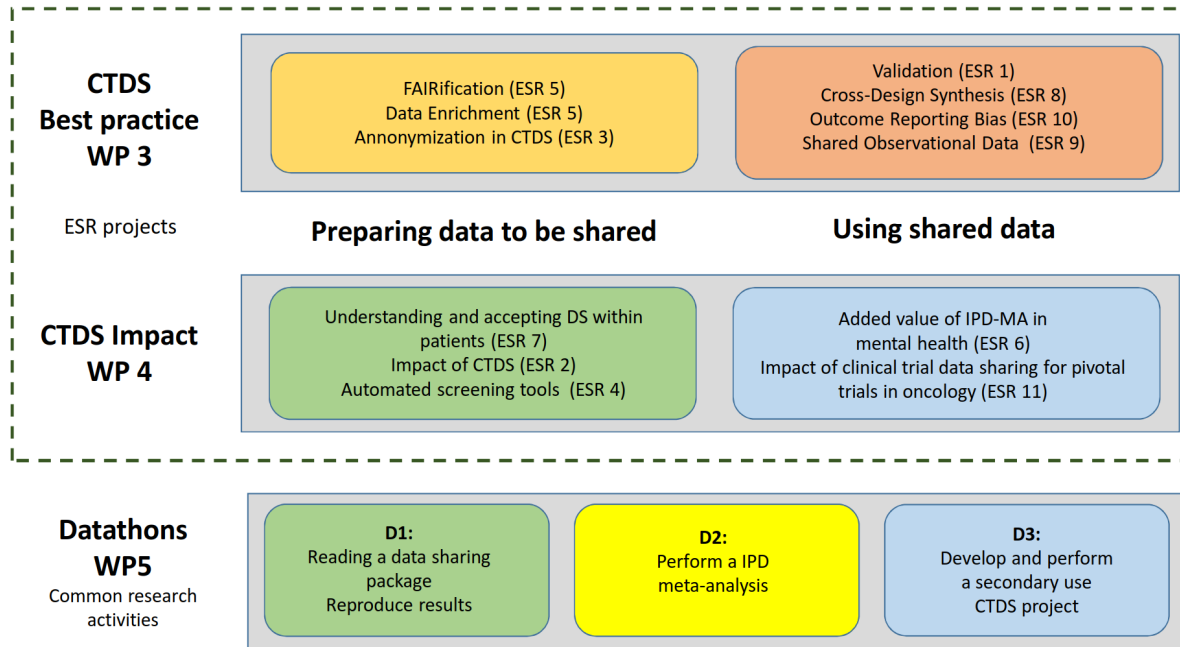 CTDS
Best practice
WP 3
FAIRification (ESR 5)
Data Enrichment (ESR 5)
Annonymization in CTDS (ESR 3)
Validation (ESR 1)
Cross-Design Synthesis (ESR 8)
Outcome Reporting Bias (ESR 10)
Shared Observational Data (ESR 9)
ESR projects
Preparing data to be shared
Using shared data
CTDS Impact
WP 4
Understanding and accepting DS within
patients (ESR 7)
Impact of CTDS (ESR 2)
Automated screening tools (ESR 4)
Added value of IPD-MA in
mental health (ESR 6)
Impact of clinical trial data sharing for pivotal
trials in oncology (ESR 11)
Datathons
WP5
Common research
activities
D1:
Reading a data sharing
package
Reproduce results
D2:
Perform a IPD
meta-analysis
D3:
Develop and perform
a secondary use
CTDS project